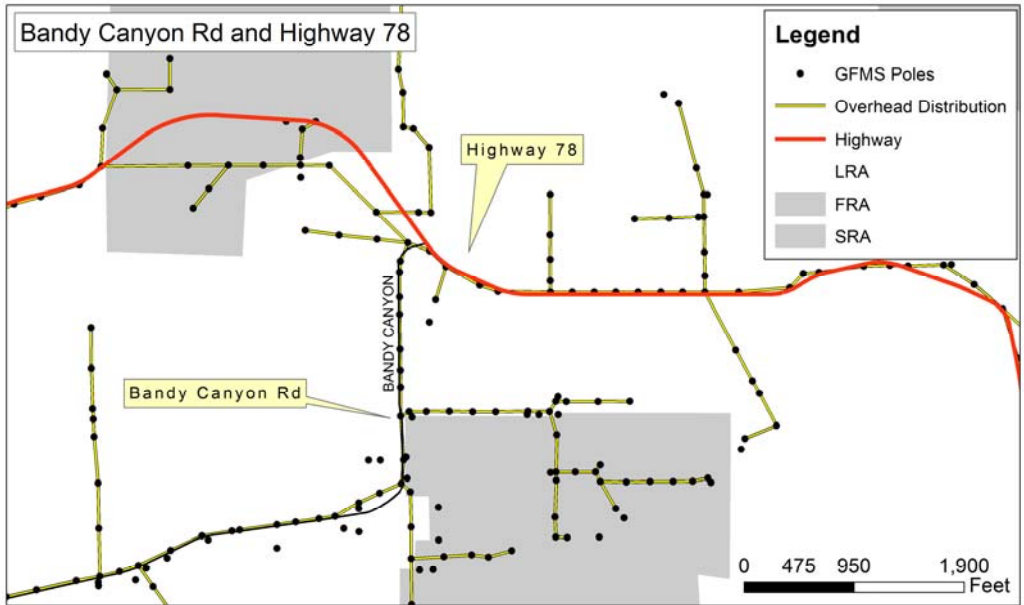 Bandy Canyon Rd and Highway 78
Legend
GFMS Poles
Overhead Distribution
Highway
LRA
FRA
SRA
Highway 78
BANDY CANYON
Bandy Canyon Rd
0 475 950 1,900
Feet